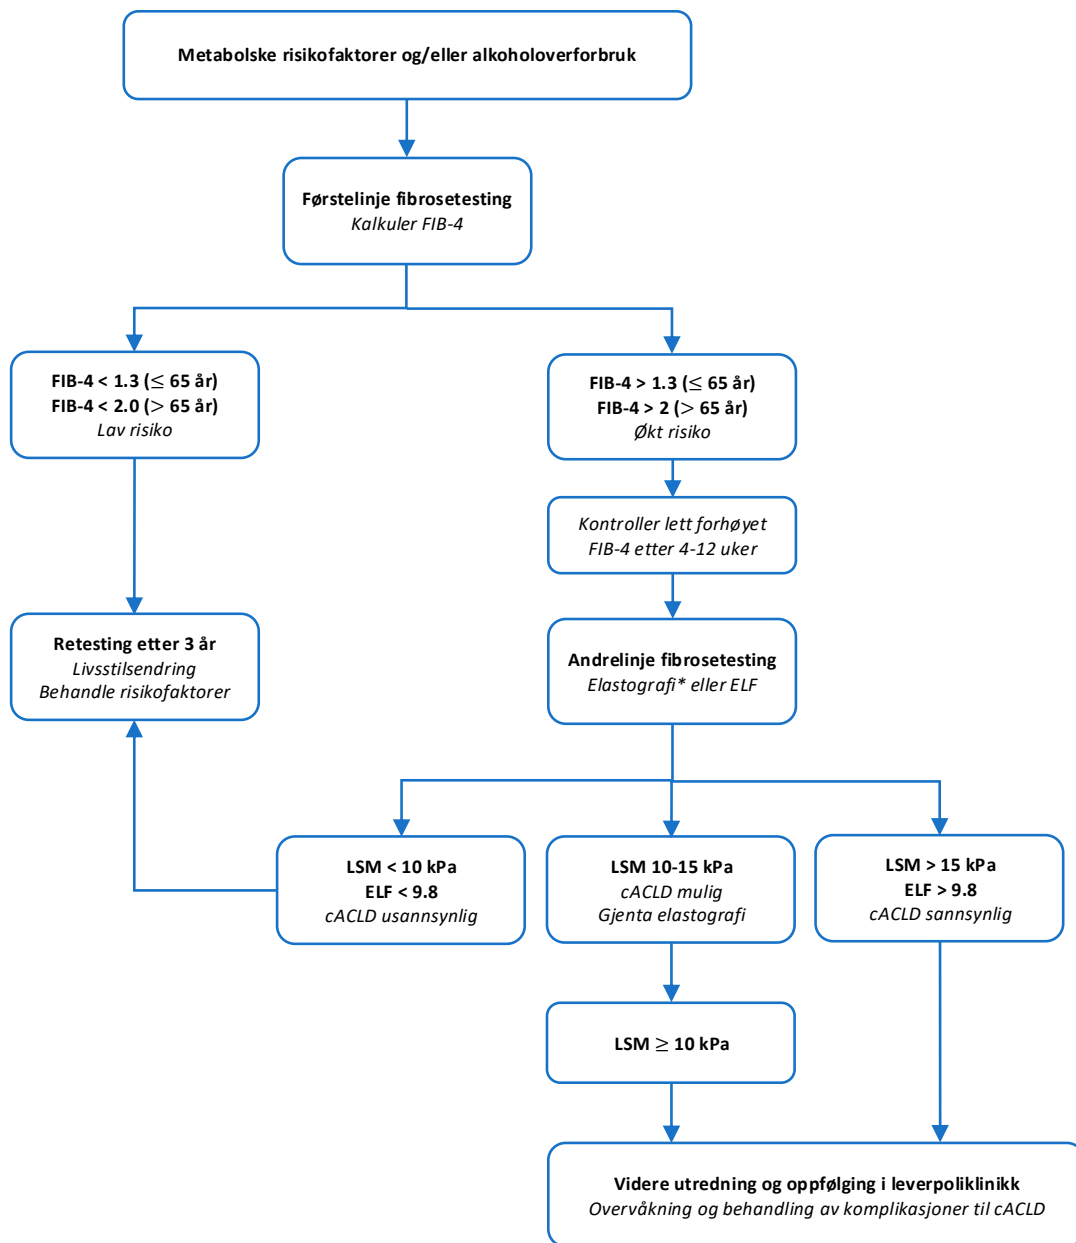 Metabolske risikofaktorer og/eller alkoholoverforbruk
Førstelinje fibrosetesting
Kalkuler FIB-4
FIB-4 < 1.3 (≤ 65 år)
FIB-4 < 2.0 (> 65 år)
Lav risiko
FIB-4 > 1.3 (≤ 65 år)
FIB-4 > 2 (> 65 år)
Økt risiko
Kontroller lett forhøyet
FIB-4 etter 4-12 uker
Retesting etter 3 år
Livsstilsendring
Behandle risikofaktorer
Andrelinje fibrosetesting
Elastografi* eller ELF
LSM < 10 kPa
ELF < 9.8
cACLD usannsynlig
LSM 10-15 kPa
cACLD mulig
Gjenta elastografi
LSM > 15 kPa
ELF > 9.8
cACLD sannsynlig
LSM ≥ 10 kPa
Videre utredning og oppfølging i leverpoliklinikk
Overvåkning og behandling av komplikasjoner til cACLD